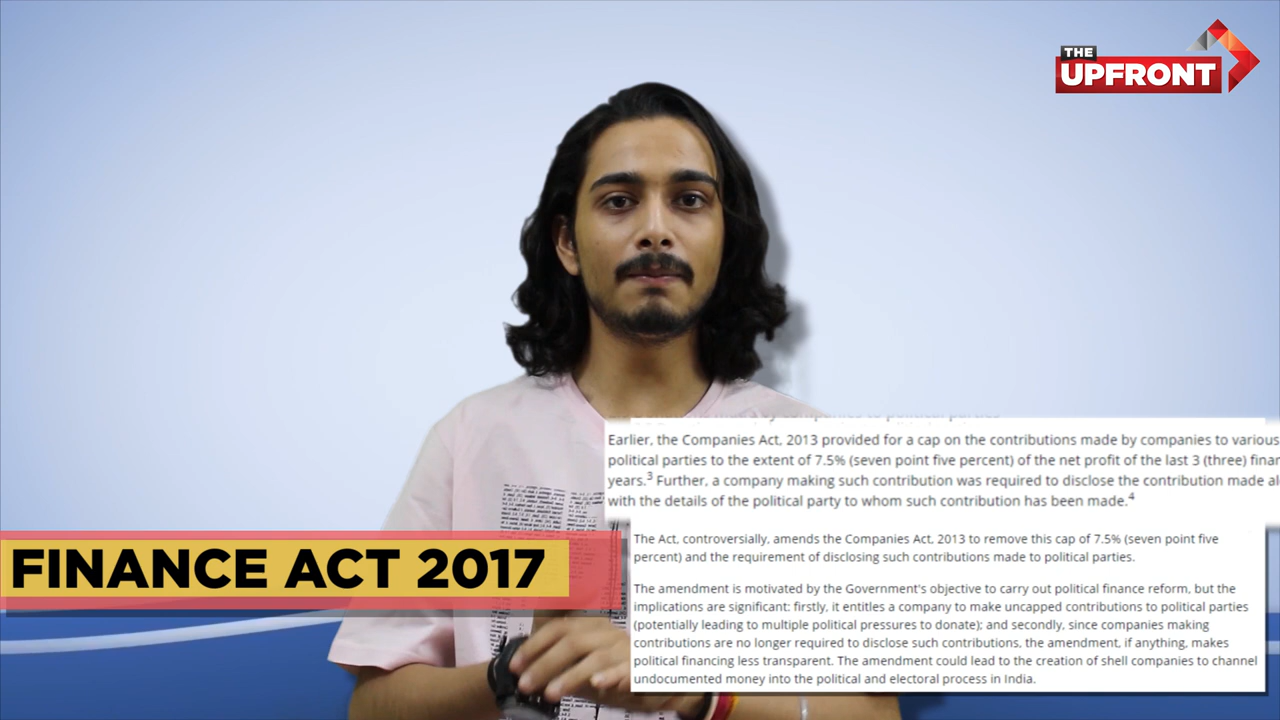 THE
UPFRONT
Earlier, the Companies Act, 2013 provided for a cap on the contributions made by companies to various
political parties to the extent of 7.5% (seven point five percent) of the net profit of the last 3 (three) finan
years.3 Further, a company making such contribution was required to disclose the contribution made al
with the details of the political party to whom such contribution has been made.4
The Act, controversially, amends the Companies Act, 2013 to remove this cap of 7.5% (seven point five
percent) and the requirement of disclosing such contributions made to political parties.
The amendment is motivated by the Government's objective to carry out political finance reform, but the
implications are significant: firstly, it entitles a company to make uncapped contributions to political parties
(potentially leading to multiple political pressures to donate); and secondly, since companies making
contributions are no longer required to disclose such contributions, the amendment, if anything, makes
political financing less transparent. The amendment could lead to the creation of shell companies to channel
undocumented money into the political and electoral process in India.
FINANCE ACT 2017